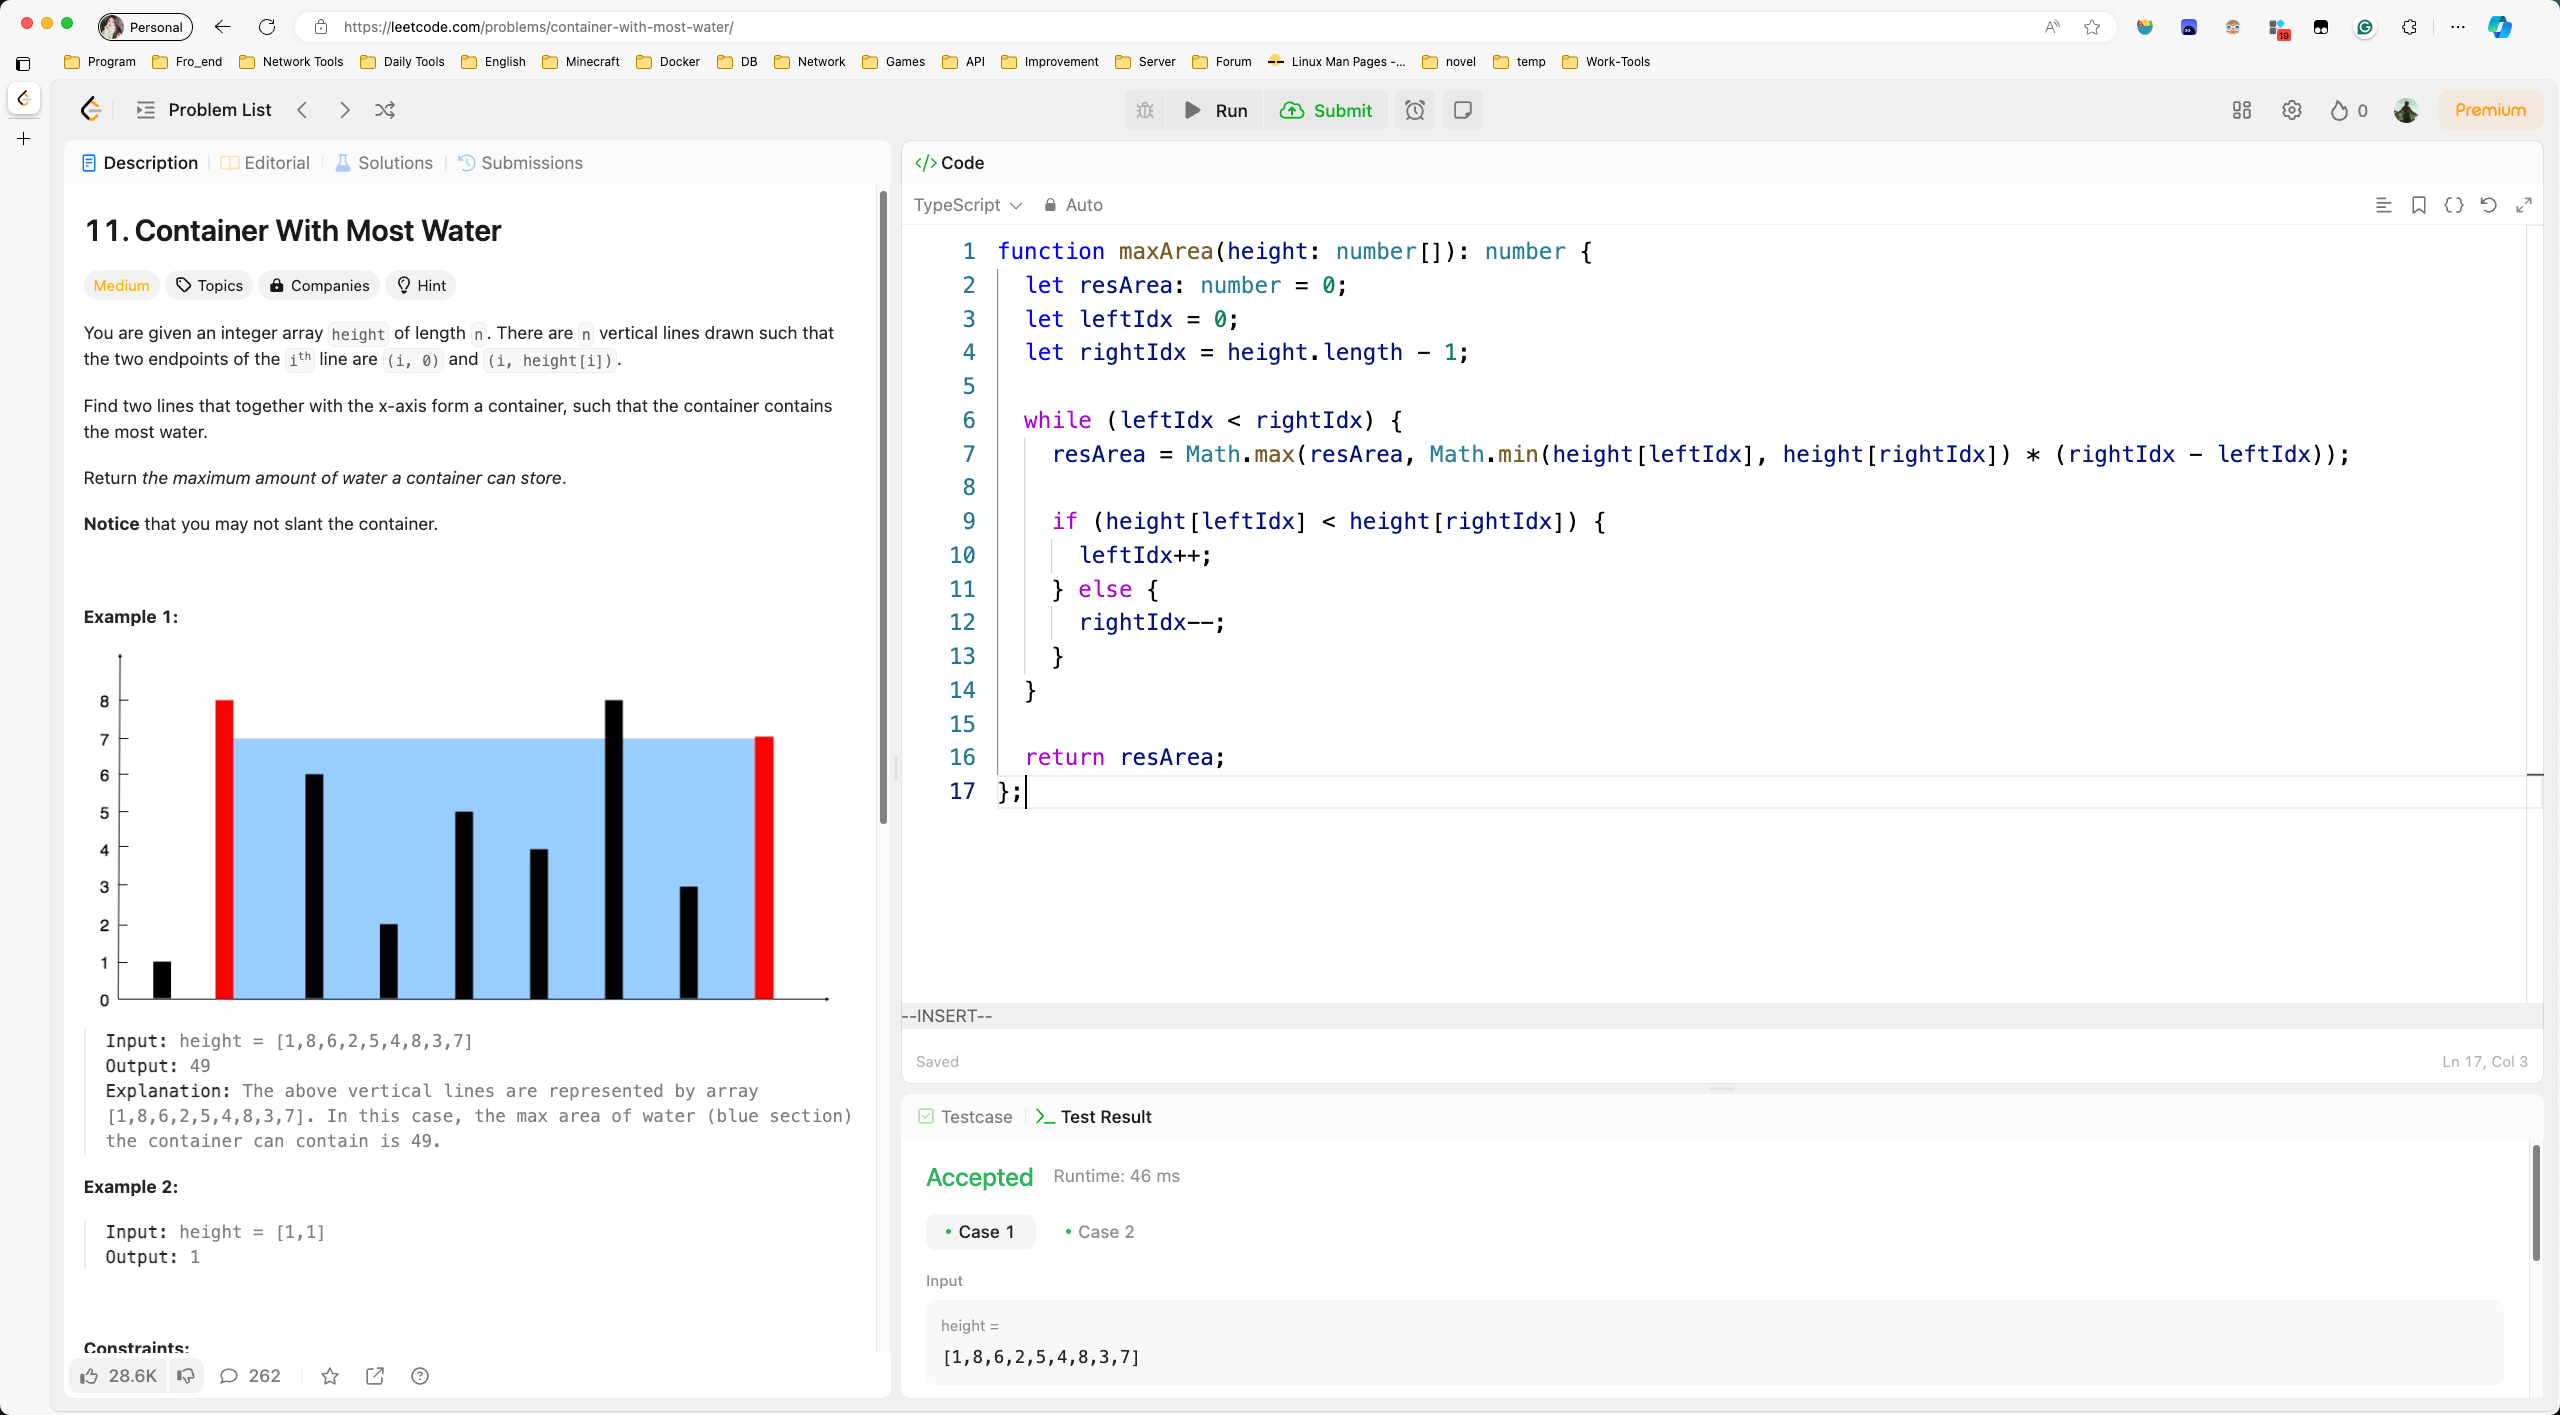 Personal
https://leetcode.com/problems/container-with-most-water/
19
Program Fro_end Network Tools Daily Tools English Minecraft Docker DB Network Games API Improvement Server Forum Linux Man Pages -... novel temp Work-Tools
Problem List
Run Submit
0 Premium
Description Editorial Solutions Submissions
11. Container With Most Water
Medium Topics Companies Hint
You are given an integer array height of length n. There are n vertical lines drawn such that
the two endpoints of the ith line are (i, 0) and (i, height[i]).
Find two lines that together with the x-axis form a container, such that the container contains
the most water.
Return the maximum amount of water a container can store.
Notice that you may not slant the container.
Example 1:
8
7
6
5
4
3
2
1
0
Input: height = [1,8,6,2,5,4,8,3,7]
Output: 49
Explanation: The above vertical lines are represented by array
[1,8,6,2,5,4,8,3,7]. In this case, the max area of water (blue section)
the container can contain is 49.
Example 2:
Input: height = [1,1]
Output: 1
Constraints:
28.6K 262
</> Code
TypeScript Auto
1 function maxArea(height: number[]): number {
2 let resArea: number = 0;
3 let leftIdx = 0;
4 let rightIdx = height.length - 1;
5
6 while (leftIdx < rightIdx) {
7 resArea = Math.max(resArea, Math.min(height[leftIdx], height[rightIdx]) * (rightIdx - leftIdx));
8
9 if (height[leftIdx] < height[rightIdx]) {
10 leftIdx++;
11 } else {
12 rightIdx--;
13 }
14 }
15
16 return resArea;
17 };
--INSERT--
Saved Ln 17, Col 3
Testcase Test Result
Accepted Runtime: 46 ms
• Case 1 • Case 2
Input
height =
[1,8,6,2,5,4,8,3,7]